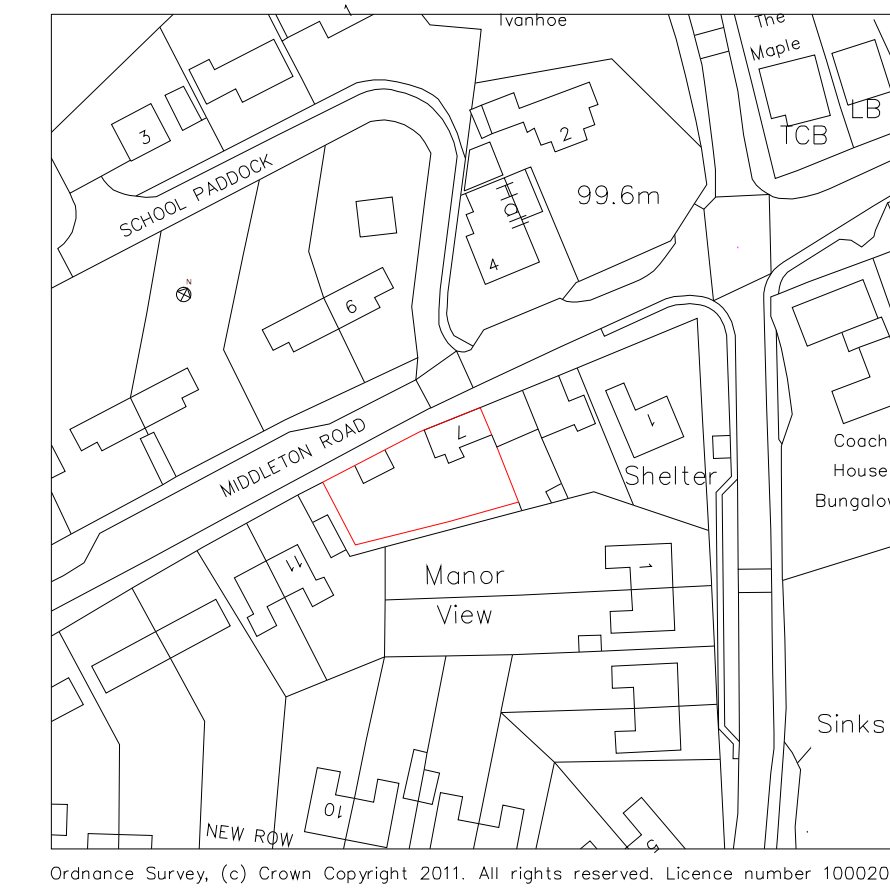 1
Ivanhoe
The
Maple
LB
TCB
3
2
SCHOOL PADDOCK
99.6m
4
N
6
7
1
MIDDLETON ROAD
Coach
House
Bungalow
Shelter
11
1
Manor
View
Sinks
10
NEW ROW
5
Ordnance Survey, (c) Crown Copyright 2011. All rights reserved. Licence number 100020